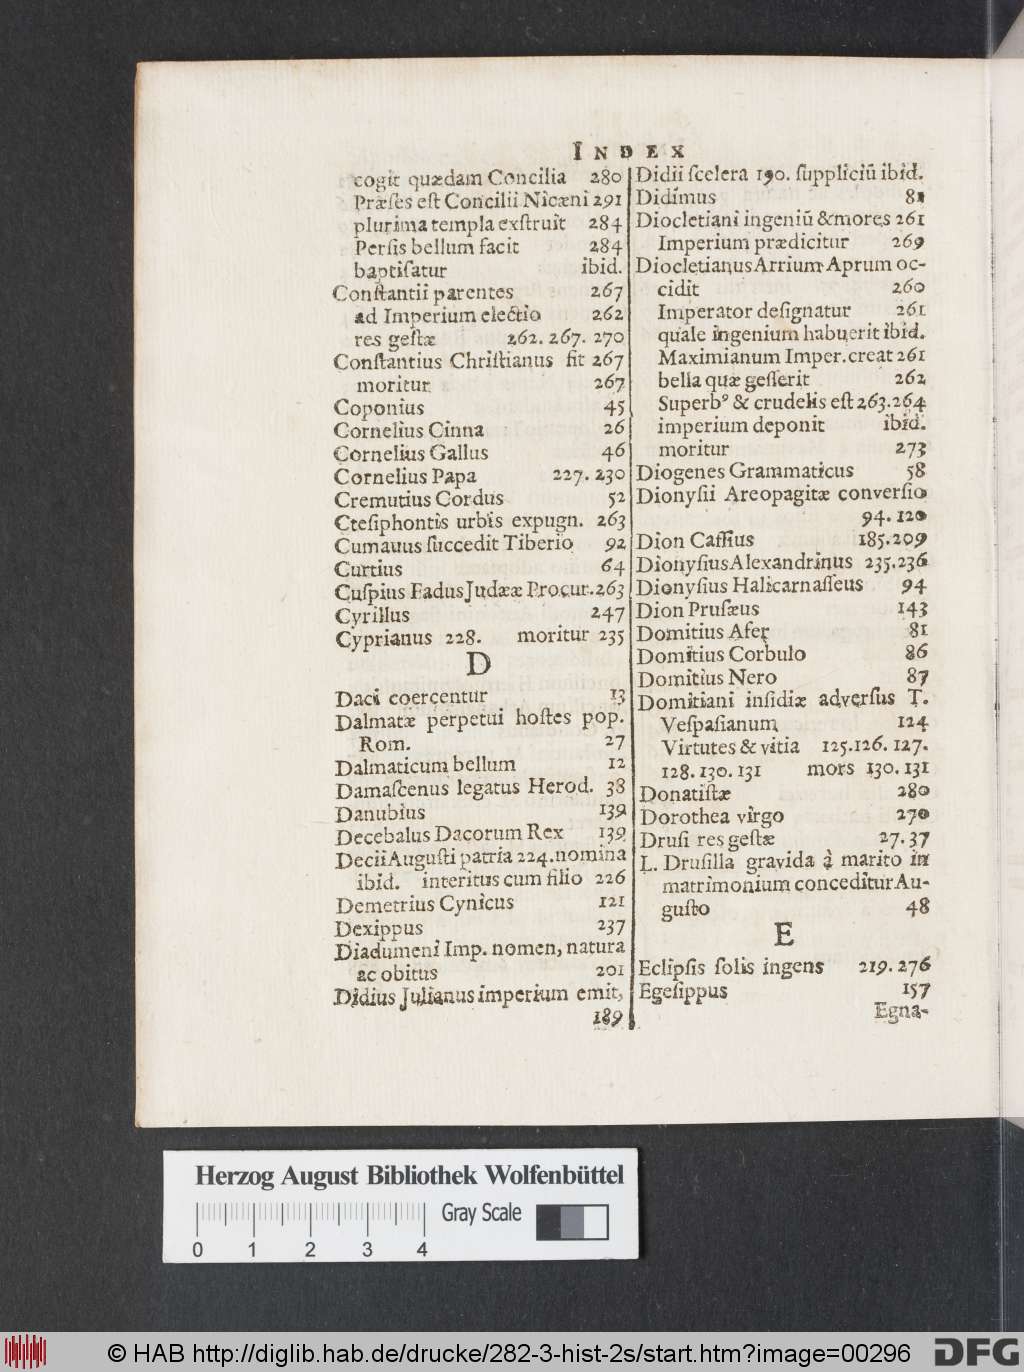 INDEX
cogit quædam Concilia 280
Præſes eſt Concilii Nicæni 291
plurima templa exſtruit 284
Perſis bellum facit 284
baptiſatur ibid.
Conſtantii parentes 267
ad Imperium electio 262
res geſtæ 262. 267. 270
Conſtantius Chriſtianus fit 267
moritur 267
Coponius 45
Cornelius Cinna 26
Cornelius Gallus 46
Cornelius Papa 227. 230
Cremutius Cordus 52
Cteſiphontis urbis expugn. 263
Cumanus ſuccedit Tiberio 92
Curtius 64
Cuſpius Fadus Judææ Procur. 263
Cyrillus 247
Cyprianus 228. moritur 235
D
Daci coercentur 13
Dalmatæ perpetui hoſtes pop.
Rom. 27
Dalmaticum bellum 12
Damaſcenus legatus Herod. 38
Danubius 139
Decebalus Dacorum Rex 139
Decii Auguſti patria 224. nomina
ibid. interitus cum filio 226
Demetrius Cynicus 121
Dexippus 237
Diadumeni Imp. nomen, natura
ac obitus 201
Didius Julianus imperium emit,
189
Didii ſcelera 190. ſuppliciũ ibid.
Didimus 81
Diocletiani ingeniũ & mores 261
Imperium prædicitur 269
Diocletianus Arrium Aprum oc-
cidit 260
Imperator deſignatur 261
quale ingenium habuerit ibid.
Maximianum Imper. creat 261
bella quæ geſſerit 262
Superbꝰ & crudelis eſt 263. 264
imperium deponit ibid.
moritur 273
Diogenes Grammaticus 58
Dionyſii Areopagitæ converſio
94. 120
Dion Caſſius 185. 209
Dionyſius Alexandrinus 235. 236
Dionyſius Halicarnaſſeus 94
Dion Pruſæus 143
Domitius Afer 81
Domitius Corbulo 86
Domitius Nero 87
Domitiani inſidiæ adverſus T.
Veſpaſianum 124
Virtutes & vitia 125. 126. 127.
128. 130. 131 mors 130. 131
Donatiſtæ 280
Dorothea virgo 270
Druſi res geſtæ 27. 37
L. Druſilla gravida à marito in
matrimonium conceditur Au-
guſto 48
E
Eclipſis ſolis ingens 219. 276
Egeſippus 157
Egna-
Herzog August Bibliothek Wolfenbüttel
0 1 2 3 4 Gray Scale
© HAB http://diglib.hab.de/drucke/282-3-hist-2s/start.htm?image=00296
DFG